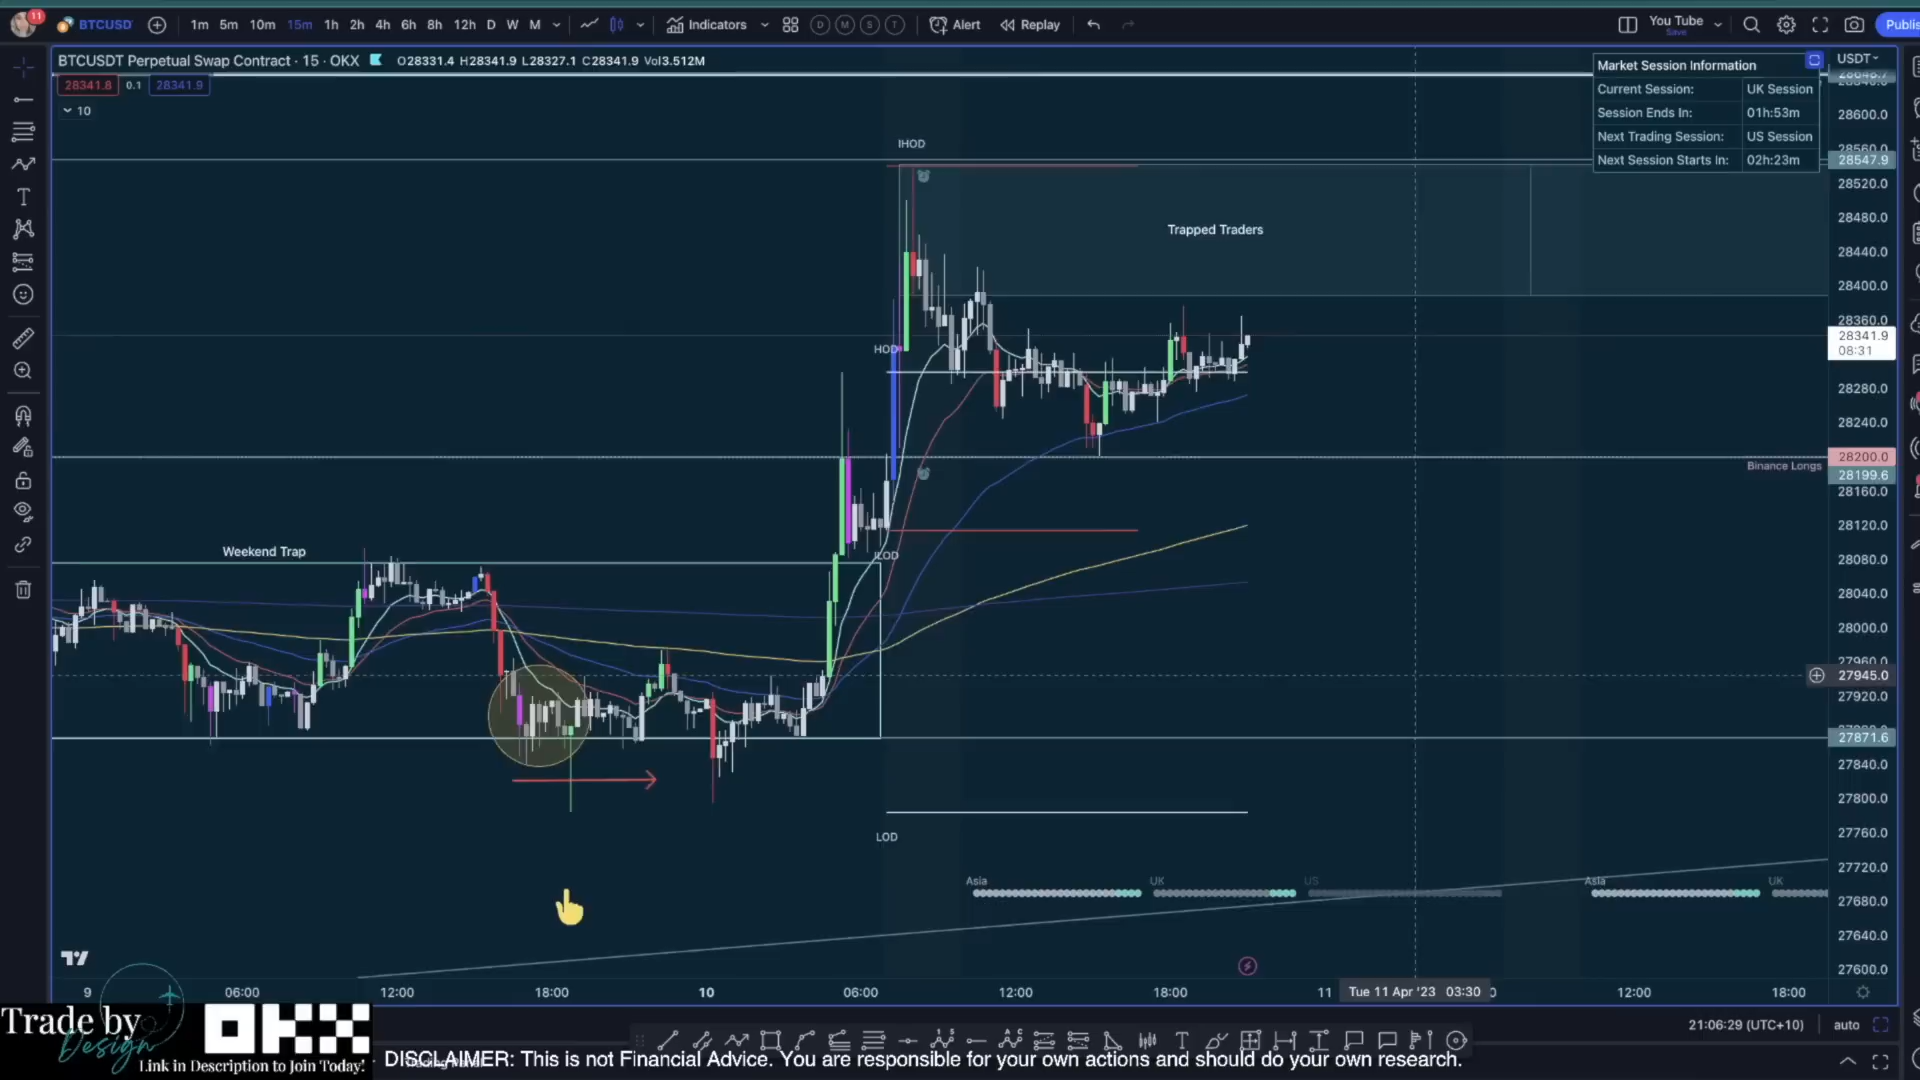 11
BTCUSD
1m 5m 10m 15m 1h 2h 4h 6h 8h 12h D W M
Indicators
D M S T
Alert
Replay
You Tube
Save
Publis
BTCUSDT Perpetual Swap Contract · 15 · OKX O28331.4 H28341.9 L28327.1 C28341.9 Vol3.512M
28341.8 0.1 28341.9
10
Market Session Information
Current Session: UK Session
Session Ends In: 01h:53m
Next Trading Session: US Session
Next Session Starts In: 02h:23m
USDT
28600.0
28560.0
28547.9
28520.0
28480.0
28440.0
28400.0
28360.0
28341.9
08:31
28280.0
28240.0
28200.0
28199.6
28160.0
28120.0
28080.0
28040.0
28000.0
27960.0
27945.0
27920.0
27871.6
27840.0
27800.0
27760.0
27720.0
27680.0
27640.0
27600.0
IHOD
Trapped Traders
HOD
Binance Longs
Weekend Trap
ILOD
LOD
Asia UK US Asia UK
9 06:00 12:00 18:00 10 06:00 12:00 18:00 11 Tue 11 Apr '23 03:30 12:00 18:00
21:06:29 (UTC+10) auto
Trade by
Design
OKX
Link in Description to Join Today!
DISCLAIMER: This is not Financial Advice. You are responsible for your own actions and should do your own research.